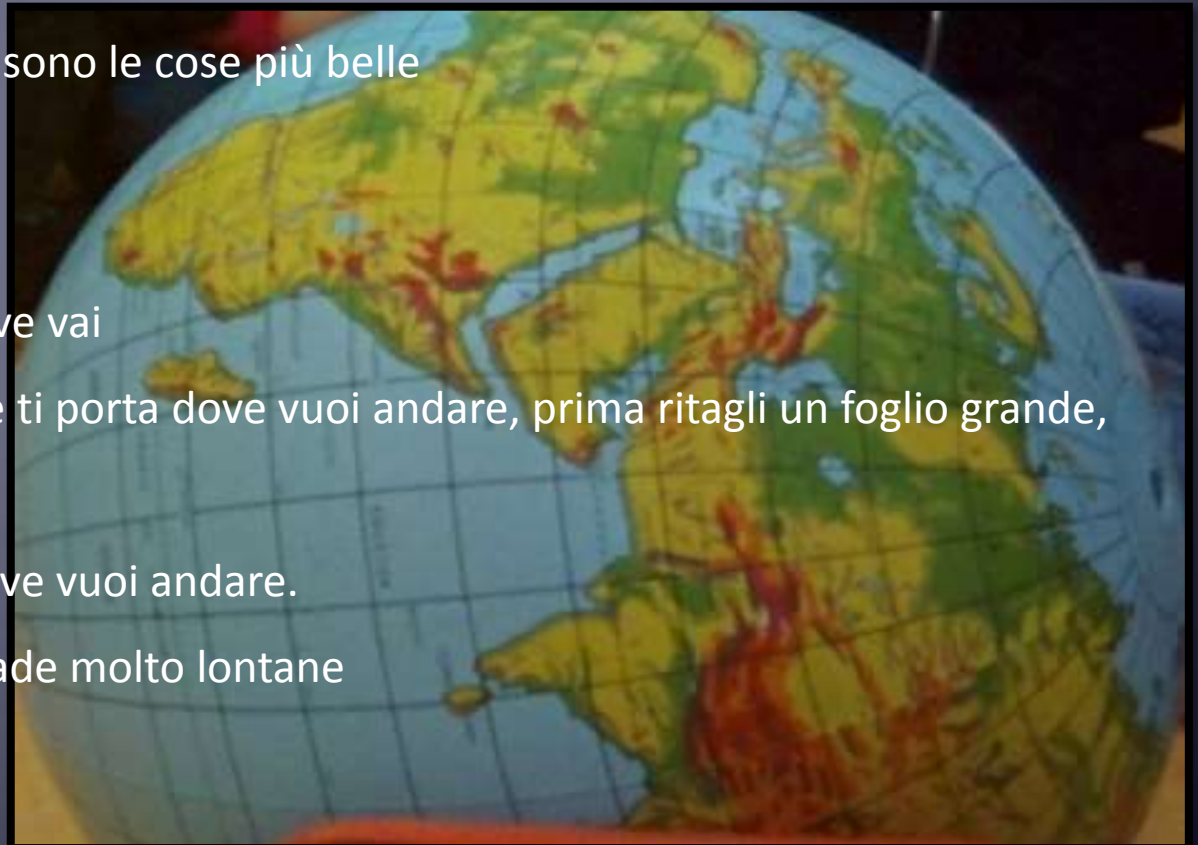 sono le cose più belle
ve vai
e ti porta dove vuoi andare, prima ritagli un foglio grande,
ve vuoi andare.
ade molto lontane